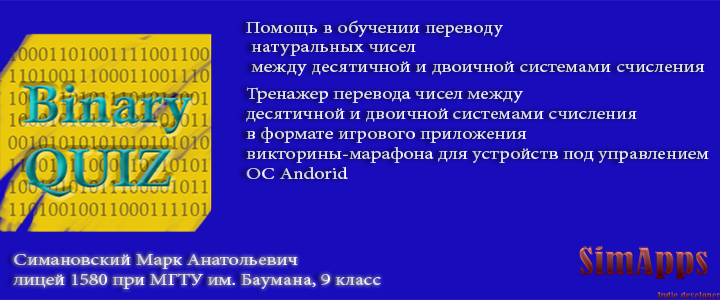 Помощь в обучении переводу
натуральных чисел
между десятичной и двоичной системами счисления
Тренажер перевода чисел между
десятичной и двоичной системами счисления
в формате игрового приложения
викторины-марафона для устройств под управлением
ОС Andorid
Binary
QUIZ
Симановский Марк Анатольевич
лицей 1580 при МГТУ им. Баумана, 9 класс
SimApps
Indie developer